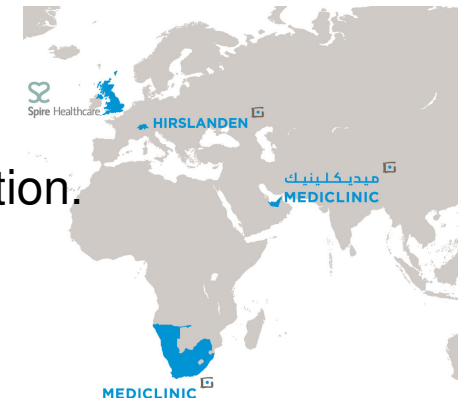 Spire Healthcare
HIRSLANDEN
tion.
ميديكلينيك
MEDICLINIC
MEDICLINIC